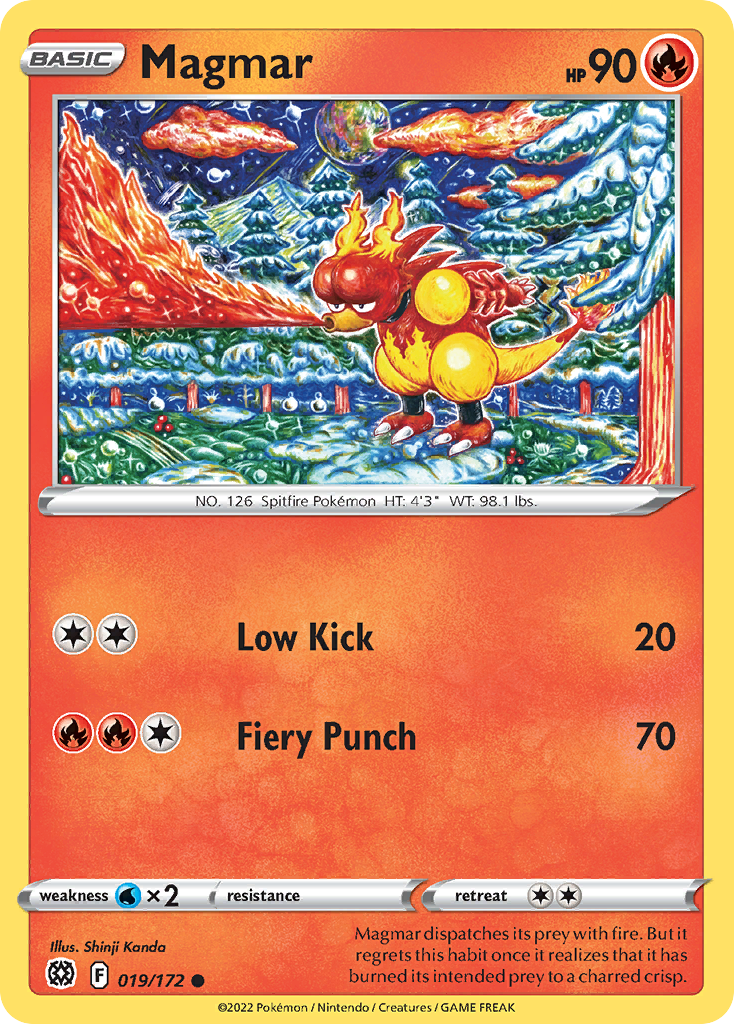 BASIC Magmar HP 90
NO. 126 Spitfire Pokémon HT: 4'3" WT: 98.1 lbs.
Low Kick 20
Fiery Punch 70
weakness ×2 resistance retreat
Illus. Shinji Kanda
F 019/172
Magmar dispatches its prey with fire. But it
regrets this habit once it realizes that it has
burned its intended prey to a charred crisp.
©2022 Pokémon / Nintendo / Creatures / GAME FREAK